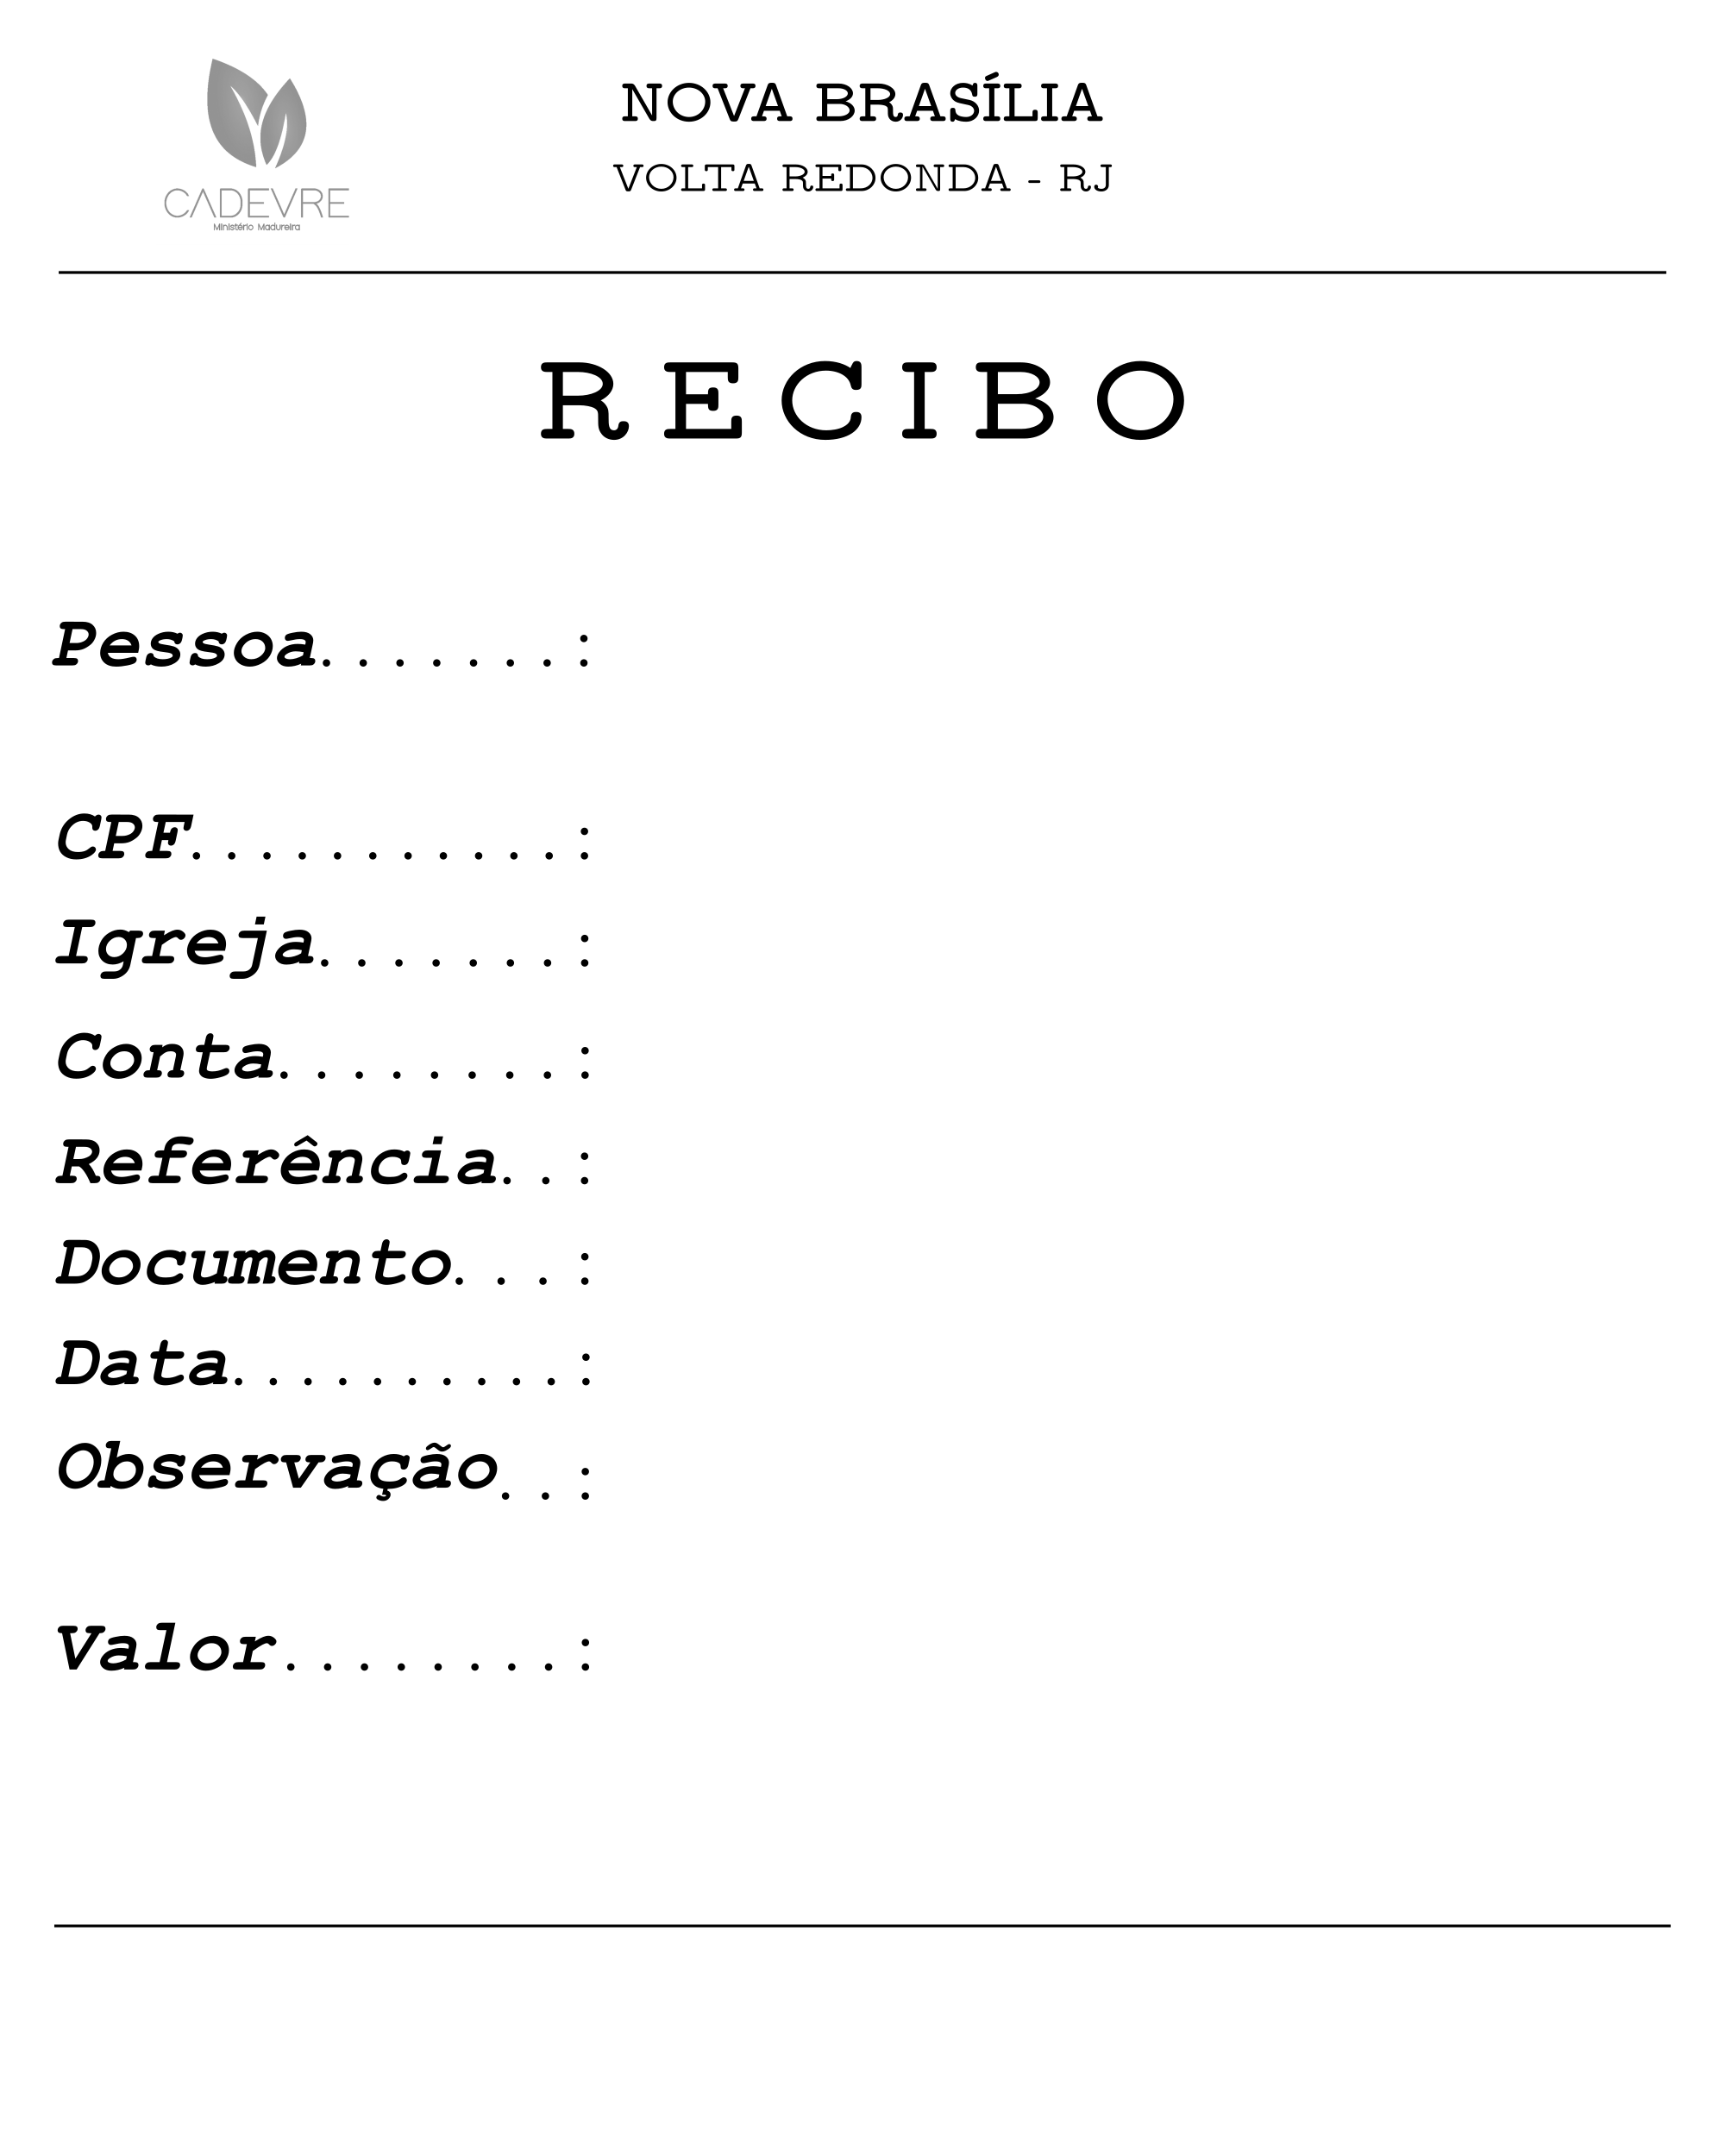 NOVA BRASÍLIA
VOLTA REDONDA - RJ
CADEVRE
Ministério Madureira
RECIBO
Pessoa.......:
CPF...........:
Igreja.......:
Conta........:
Referência..:
Documento...:
Data..........:
Observação..:
Valor........: